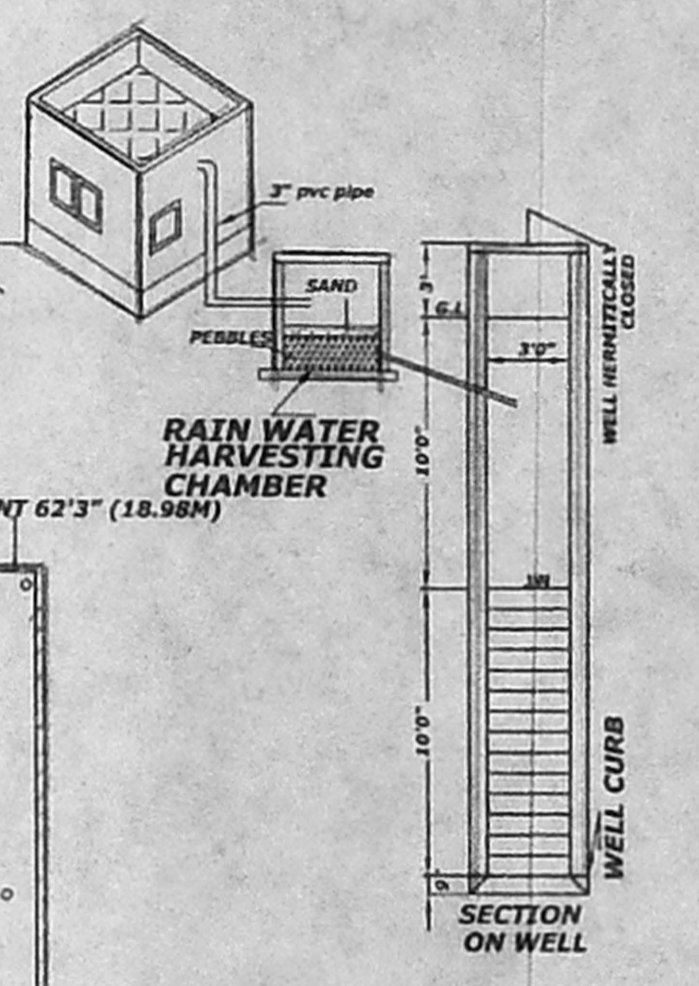 3" pvc pipe
SAND
PEBBLES
RAIN WATER
HARVESTING
CHAMBER
NT 62'3" (18.98M)
3'
G.L
3'0"
WELL HERMITICALLY
CLOSED
10'0"
10'0"
WELL CURB
9"
SECTION
ON WELL